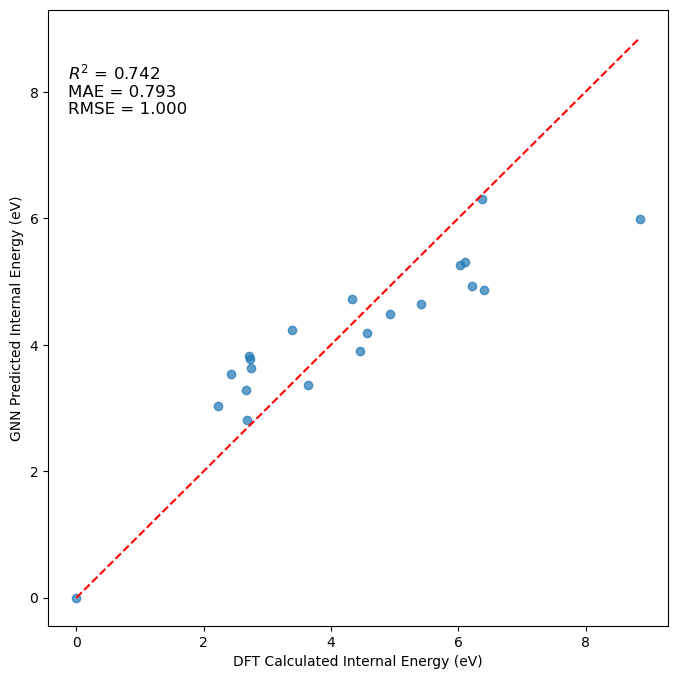 R² = 0.742
MAE = 0.793
RMSE = 1.000
8
6
4
2
0
GNN Predicted Internal Energy (eV)
0 2 4 6 8
DFT Calculated Internal Energy (eV)